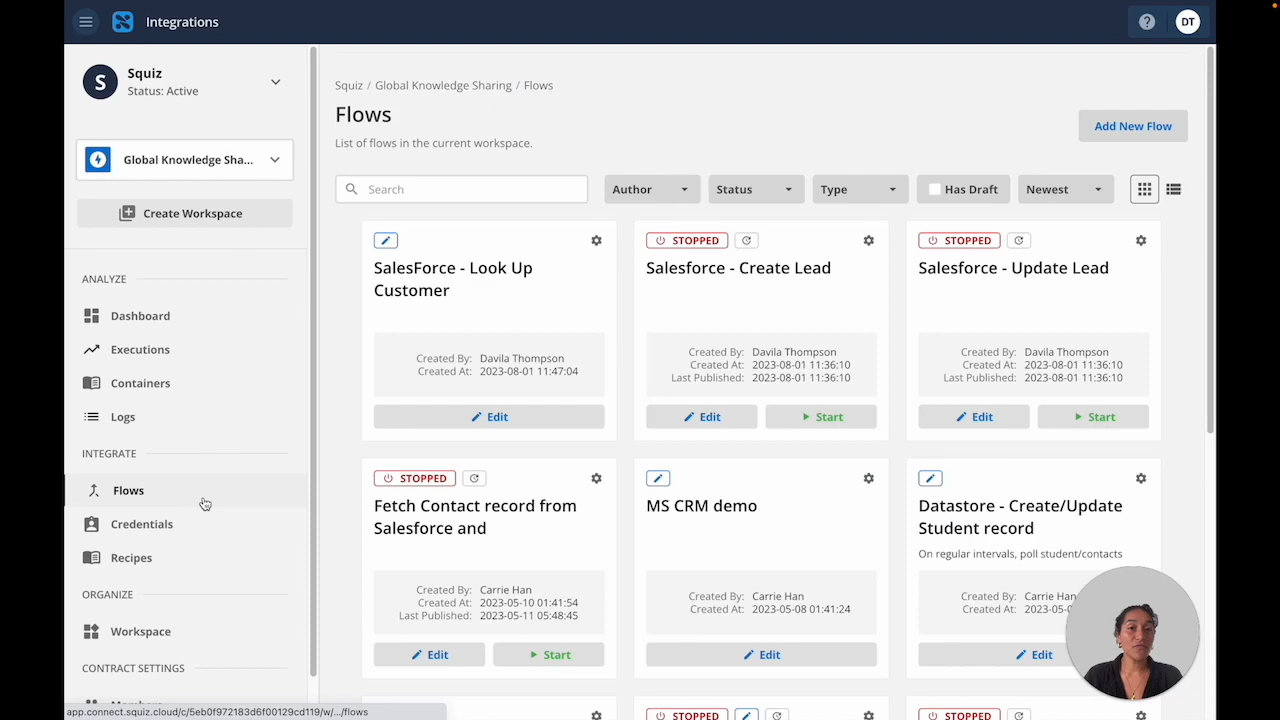 Integrations
DT
S
Squiz
Status: Active
Global Knowledge Sha...
Create Workspace
ANALYZE
Dashboard
Executions
Containers
Logs
INTEGRATE
Flows
Credentials
Recipes
ORGANIZE
Workspace
CONTRACT SETTINGS
app.connect.squiz.cloud/c/5eb0f972183d6f00129cd119/w/.../flows
Squiz / Global Knowledge Sharing / Flows
Flows
List of flows in the current workspace.
Add New Flow
Search
Author
Status
Type
Has Draft
Newest
SalesForce - Look Up
Customer
Created By: Davila Thompson
Created At: 2023-08-01 11:47:04
Edit
STOPPED
Salesforce - Create Lead
Created By: Davila Thompson
Created At: 2023-08-01 11:36:10
Last Published: 2023-08-01 11:36:10
Edit
Start
STOPPED
Salesforce - Update Lead
Created By: Davila Thompson
Created At: 2023-08-01 11:36:10
Last Published: 2023-08-01 11:36:10
Edit
Start
STOPPED
Fetch Contact record from
Salesforce and
Created By: Carrie Han
Created At: 2023-05-10 01:41:54
Last Published: 2023-05-11 05:48:45
Edit
Start
MS CRM demo
Created By: Carrie Han
Created At: 2023-05-08 01:41:24
Edit
Datastore - Create/Update
Student record
On regular intervals, poll student/contacts
Created By: Carrie Han
Created At: 2023-05-0
Edit
STOPPED
STOPPED